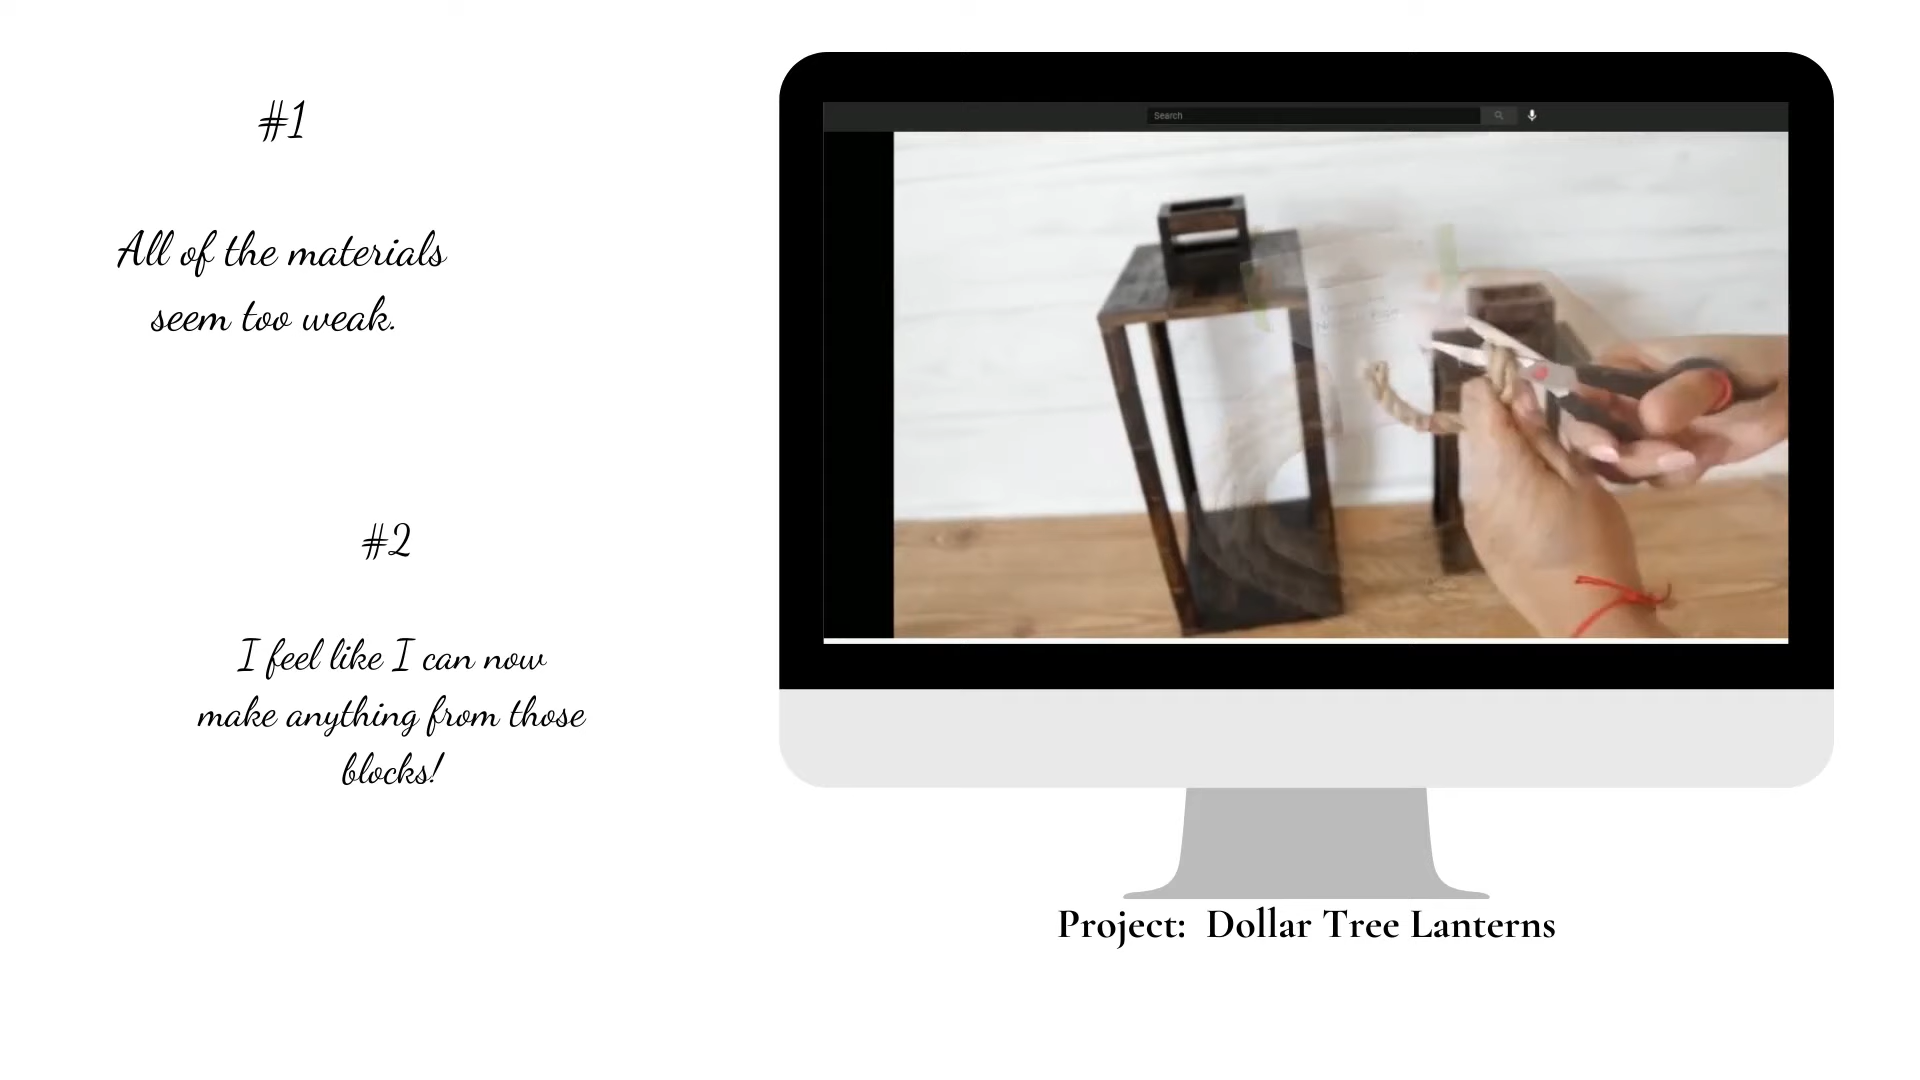 #1
All of the materials
seem too weak.
#2
I feel like I can now
make anything from those
blocks!
Search
Project: Dollar Tree Lanterns